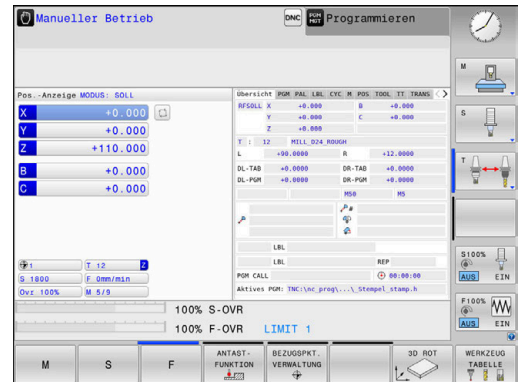 Manueller Betrieb
DNC
PGM MGT
Programmieren
Pos.-Anzeige MODUS: SOLL
X +0.000
Y +0.000
Z +110.000
B +0.000
C +0.000
1
T 12 Z
S 1800
F 0mm/min
Ovr 100%
M 5/9
Übersicht PGM PAL LBL CYC M POS TOOL TT TRANS
RFSOLL X +0.000 B +0.000
Y +0.000 C +0.000
Z +0.000
T : 12 MILL_D24_ROUGH
L +90.0000 R +12.0000
DL-TAB +0.0000 DR-TAB +0.0000
DL-PGM +0.0000 DR-PGM +0.0000
M50 M5
LBL
LBL REP
PGM CALL 00:00:00
Aktives PGM: TNC:\nc_prog\...\_Stempel_stamp.h
100% S-OVR
100% F-OVR LIMIT 1
M
S
T
S100%
AUS EIN
F100%
AUS EIN
M
S
F
ANTAST-
FUNKTION
BEZUGSPKT.
VERWALTUNG
3D ROT
WERKZEUG
TABELLE